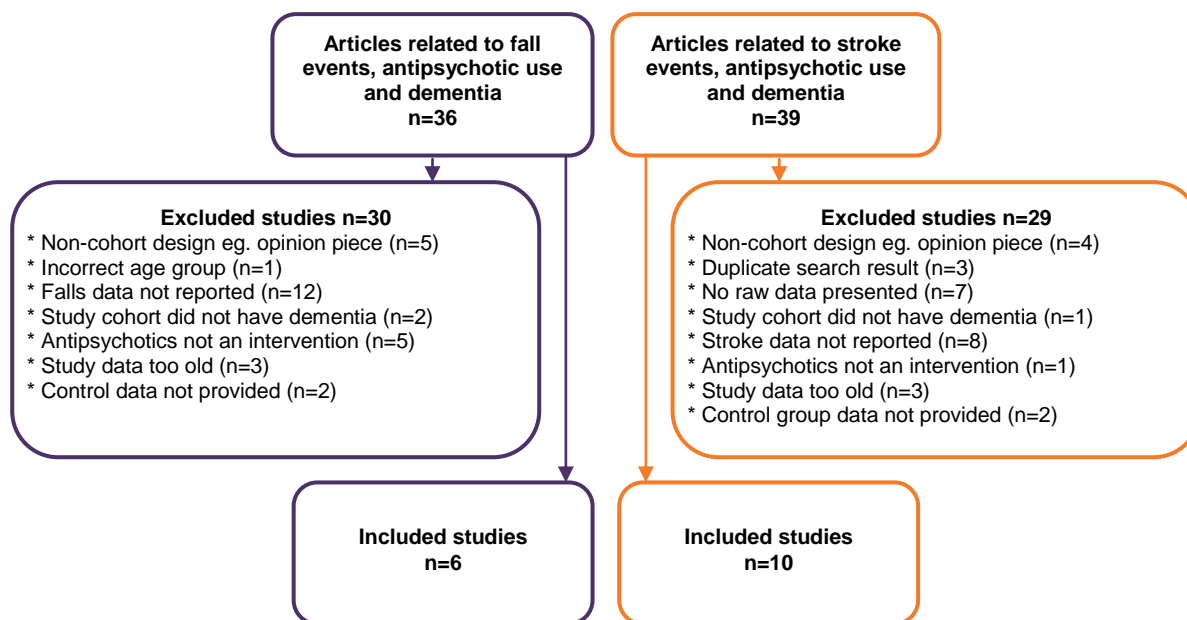 Articles related to fall
events, antipsychotic use
and dementia
n=36
Articles related to stroke
events, antipsychotic use
and dementia
n=39
Excluded studies n=30
* Non-cohort design eg. opinion piece (n=5)
* Incorrect age group (n=1)
* Falls data not reported (n=12)
* Study cohort did not have dementia (n=2)
* Antipsychotics not an intervention (n=5)
* Study data too old (n=3)
* Control data not provided (n=2)
Excluded studies n=29
* Non-cohort design eg. opinion piece (n=4)
* Duplicate search result (n=3)
* No raw data presented (n=7)
* Study cohort did not have dementia (n=1)
* Stroke data not reported (n=8)
* Antipsychotics not an intervention (n=1)
* Study data too old (n=3)
* Control group data not provided (n=2)
Included studies
n=6
Included studies
n=10